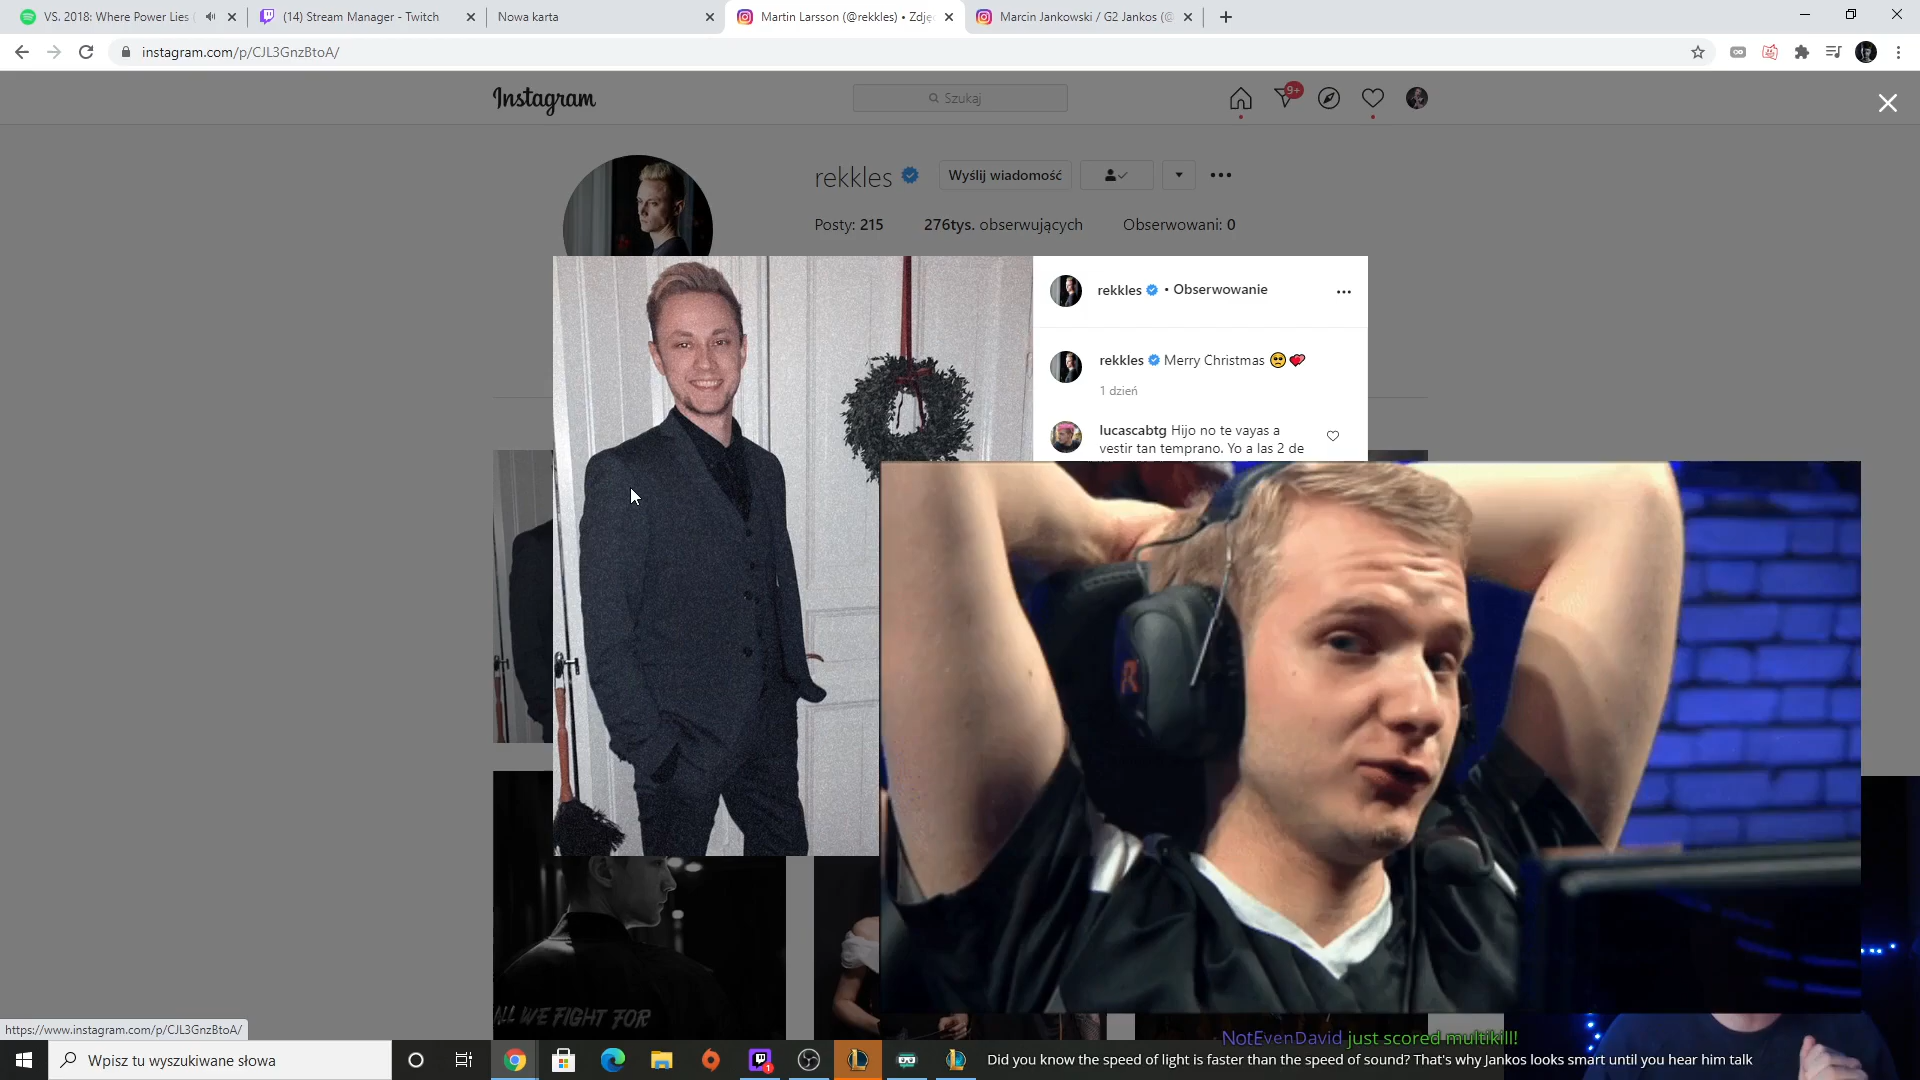 VS. 2018: Where Power Lies
(14) Stream Manager - Twitch
Nowa karta
Martin Larsson (@rekkles) • Zdję
Marcin Jankowski / G2 Jankos (@
instagram.com/p/CJL3GnzBtoA/
Instagram
Szukaj
9+
rekkles
Wyślij wiadomość
Posty: 215
276tys. obserwujących
Obserwowani: 0
rekkles • Obserwowanie
rekkles Merry Christmas 🥺💝
1 dzień
lucascabtg Hijo no te vayas a
vestir tan temprano. Yo a las 2 de
R
ALL WE FIGHT FOR
https://www.instagram.com/p/CJL3GnzBtoA/
NotEvenDavid just scored multikill!
Wpisz tu wyszukiwane słowa
1
Did you know the speed of light is faster than the speed of sound? That's why Jankos looks smart until you hear him talk